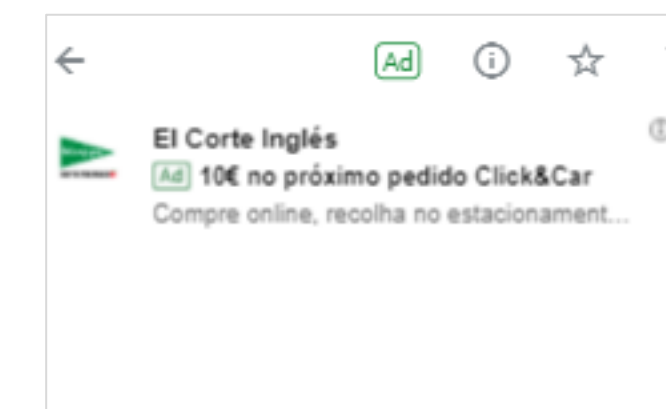 Ad
El Corte Inglés
Ad 10€ no próximo pedido Click&Car
Compre online, recolha no estacionament...